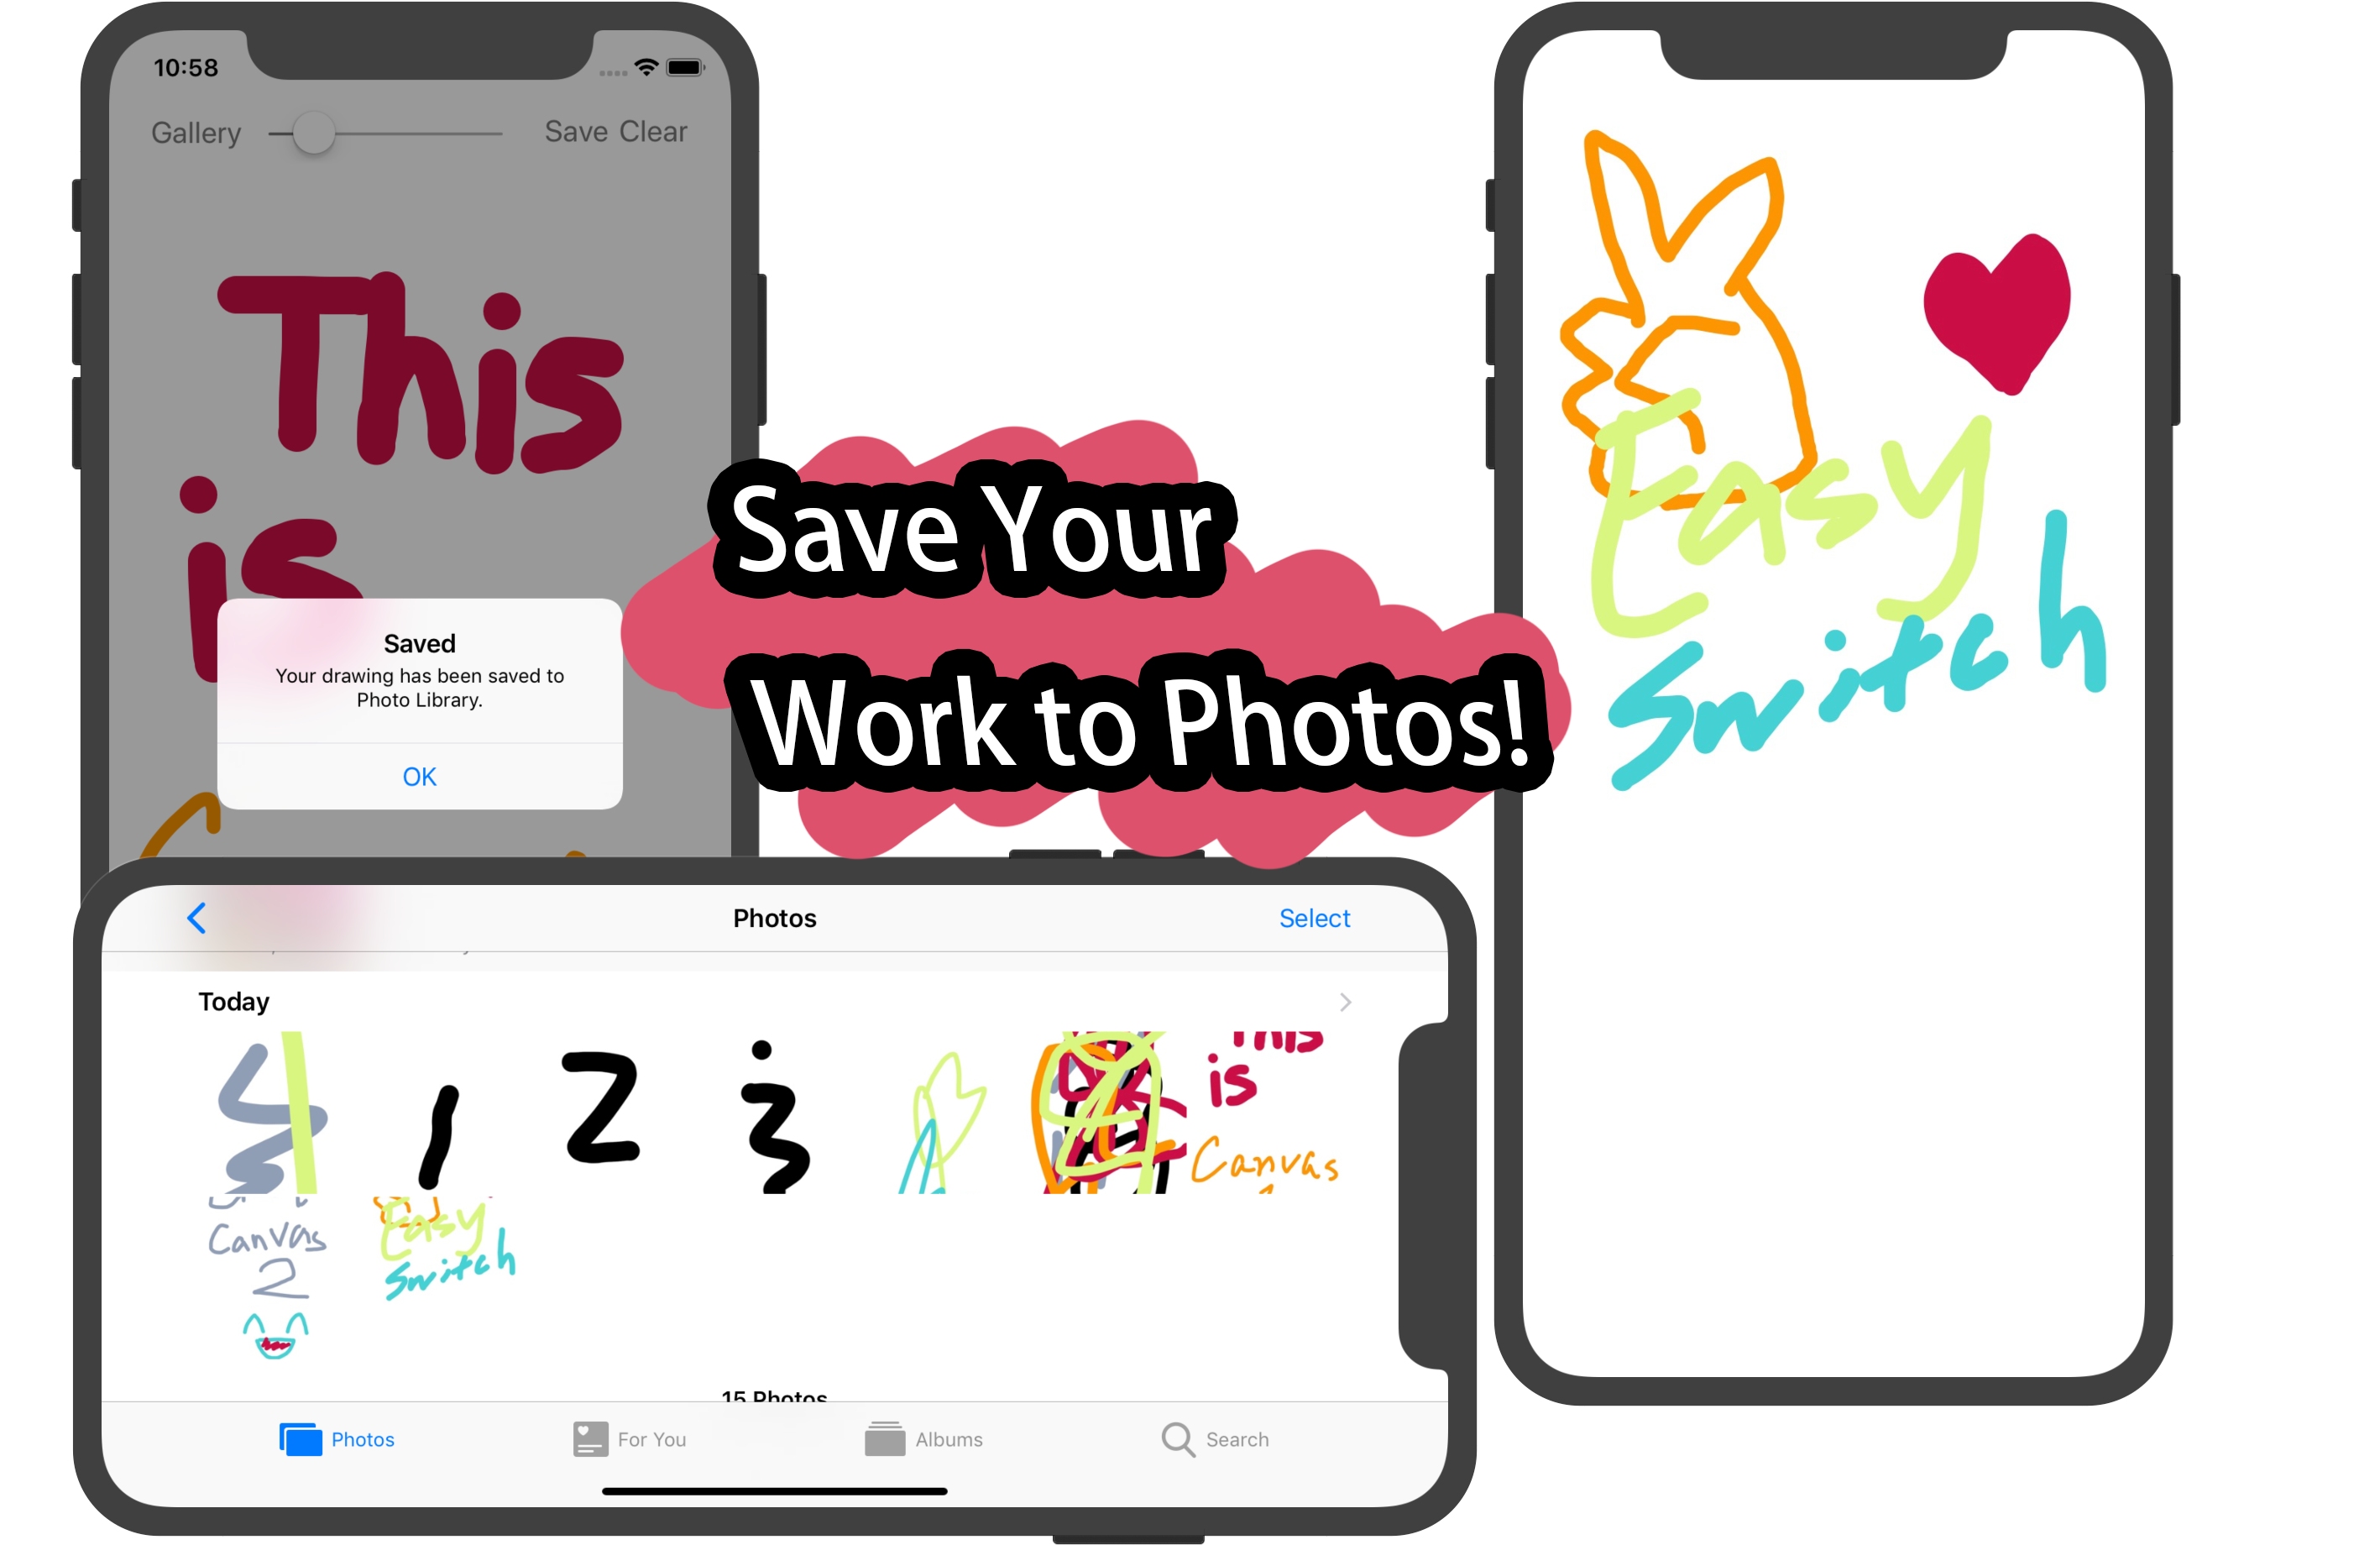 10:58
Gallery
Save Clear
This
is
Saved
Your drawing has been saved to
Photo Library.
OK
Save Your
Work to Photos!
Easy
Switch
Photos
Select
Today
4
1
2
3
This
is
Canvas
Canvas
2
Easy
Switch
15 Photos
Photos
For You
Albums
Search